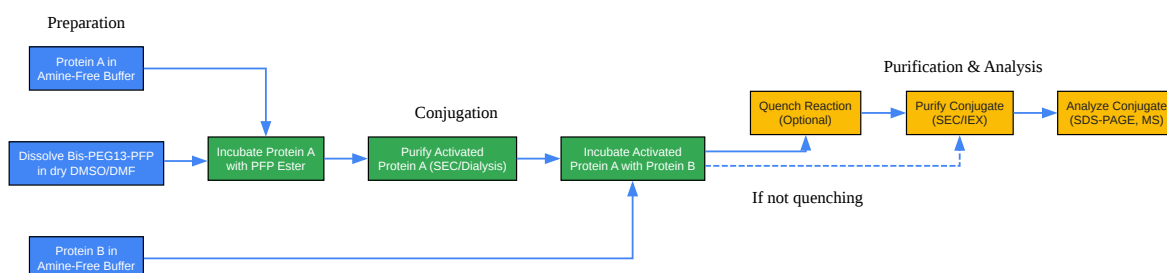 Preparation
Protein A in
Amine-Free Buffer
Dissolve Bis-PEG13-PFP
in dry DMSO/DMF
Protein B in
Amine-Free Buffer
Conjugation
Incubate Protein A
with PFP Ester
Purify Activated
Protein A (SEC/Dialysis)
Incubate Activated
Protein A with Protein B
Purification & Analysis
Quench Reaction
(Optional)
Purify Conjugate
(SEC/IEX)
Analyze Conjugate
(SDS-PAGE, MS)
If not quenching